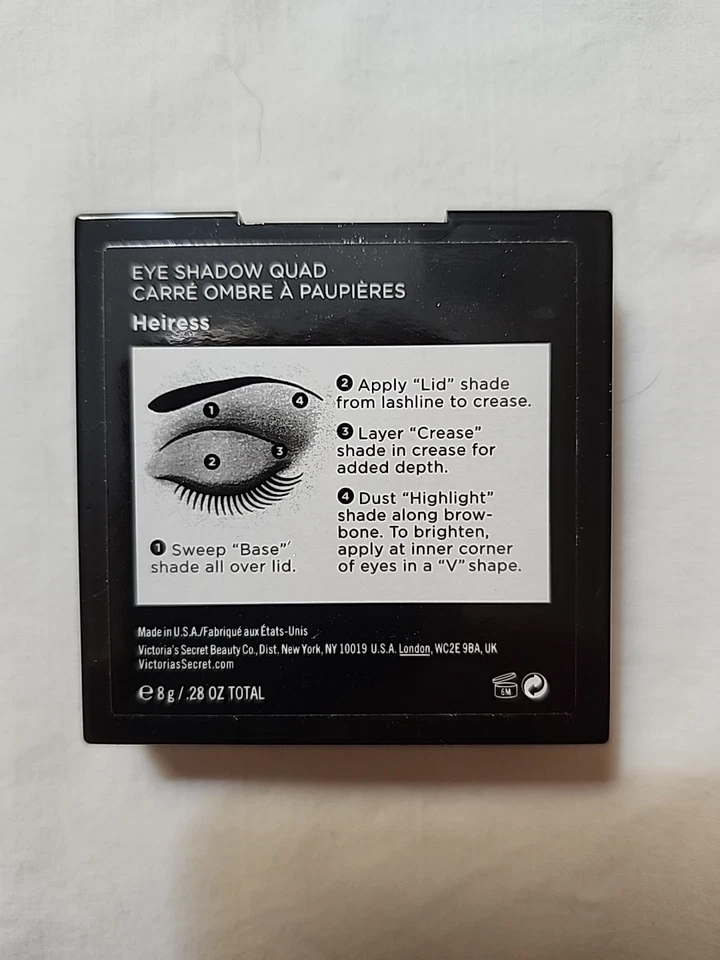 EYE SHADOW QUAD
CARRÉ OMBRE À PAUPIÈRES
Heiress
1
4
3
2
1 Sweep “Base”
shade all over lid.
2 Apply “Lid” shade
from lashline to crease.
3 Layer “Crease”
shade in crease for
added depth.
4 Dust “Highlight”
shade along brow-
bone. To brighten,
apply at inner corner
of eyes in a “V” shape.
Made in U.S.A./Fabriqué aux États-Unis
Victoria's Secret Beauty Co., Dist. New York, NY 10019 U.S.A. London, WC2E 9BA, UK
VictoriasSecret.com
℮ 8 g / .28 OZ TOTAL
6M